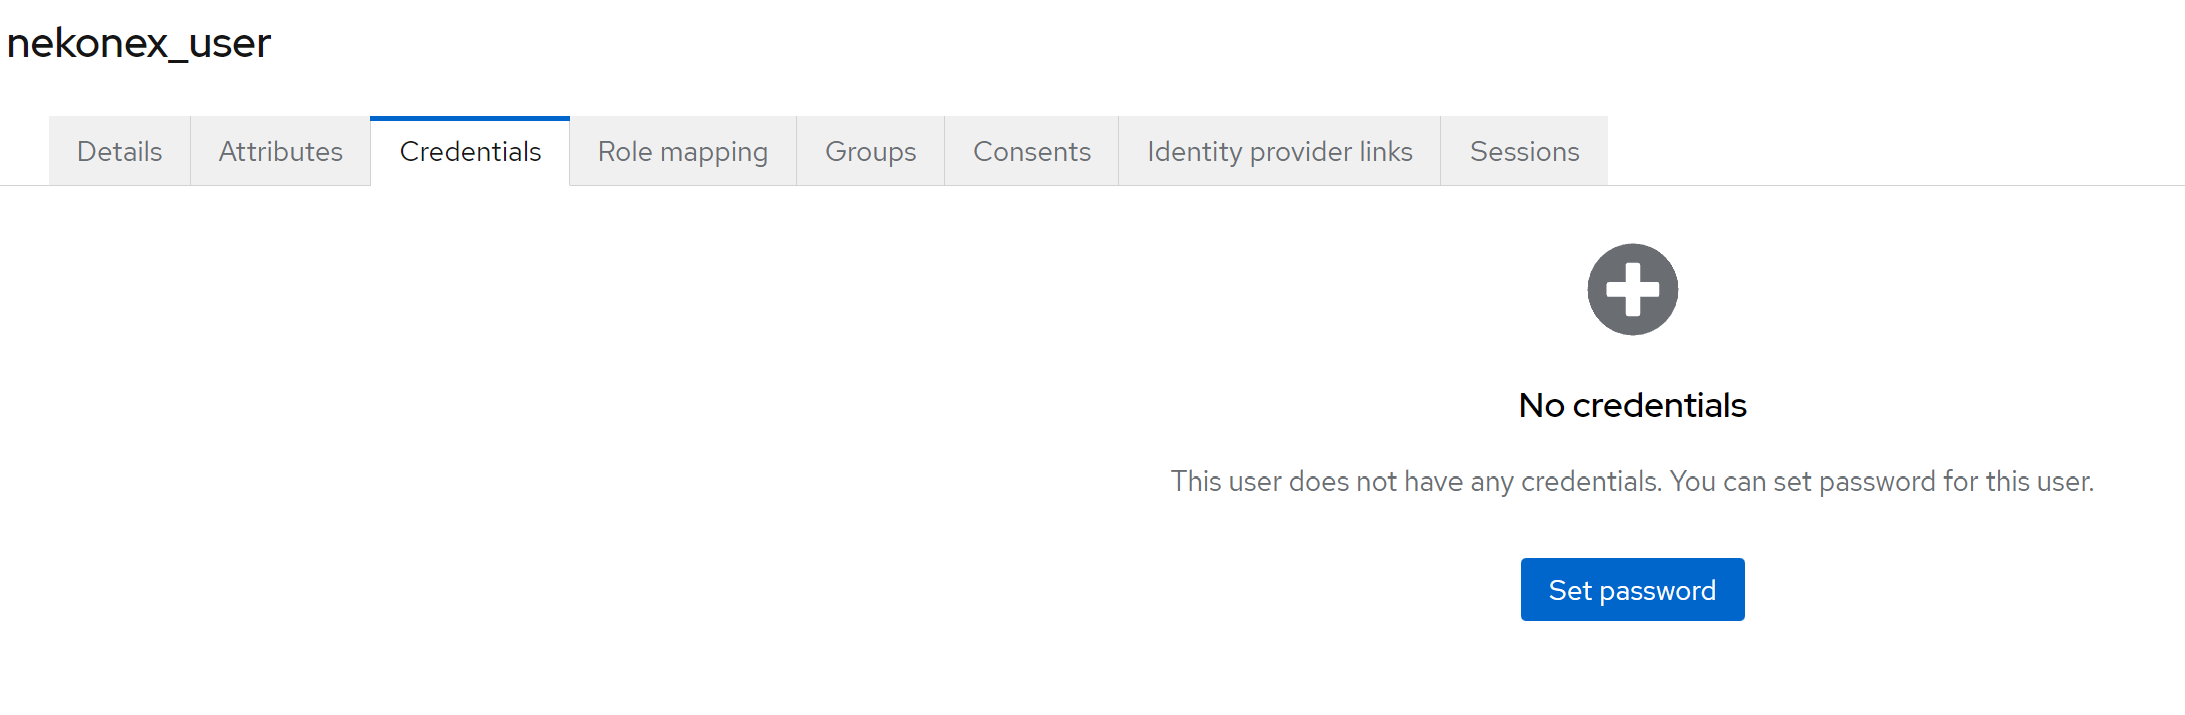 nekonex_user
Details Attributes Credentials Role mapping Groups Consents Identity provider links Sessions
No credentials
This user does not have any credentials. You can set password for this user.
Set password